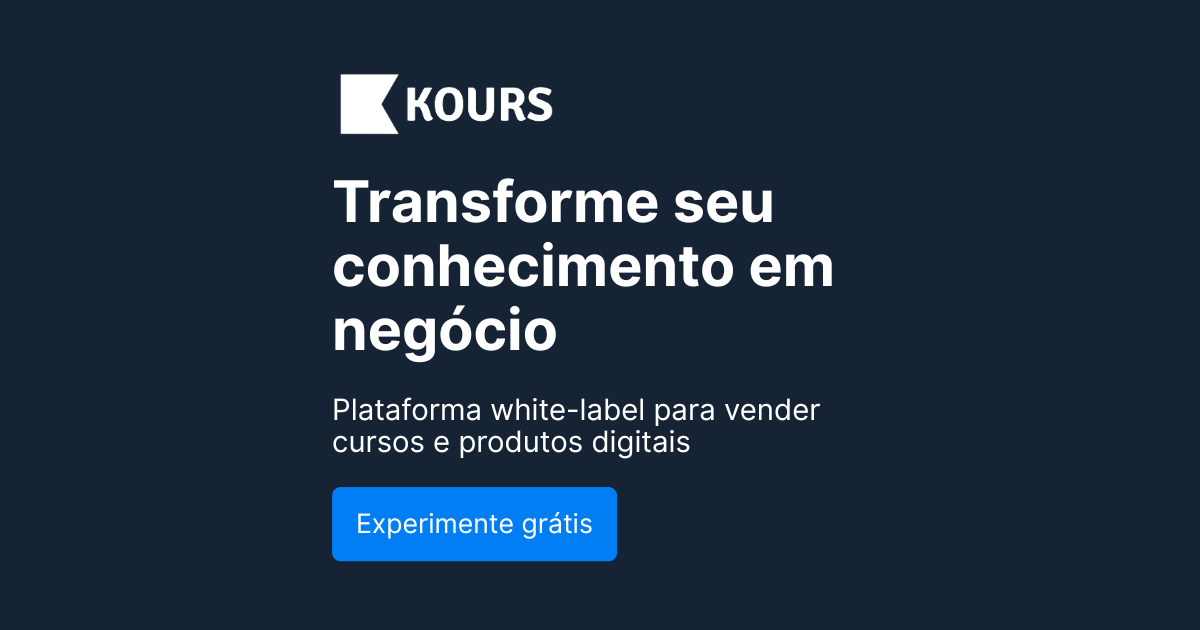 KOURS
Transforme seu
conhecimento em
negócio
Plataforma white-label para vender
cursos e produtos digitais
Experimente grátis